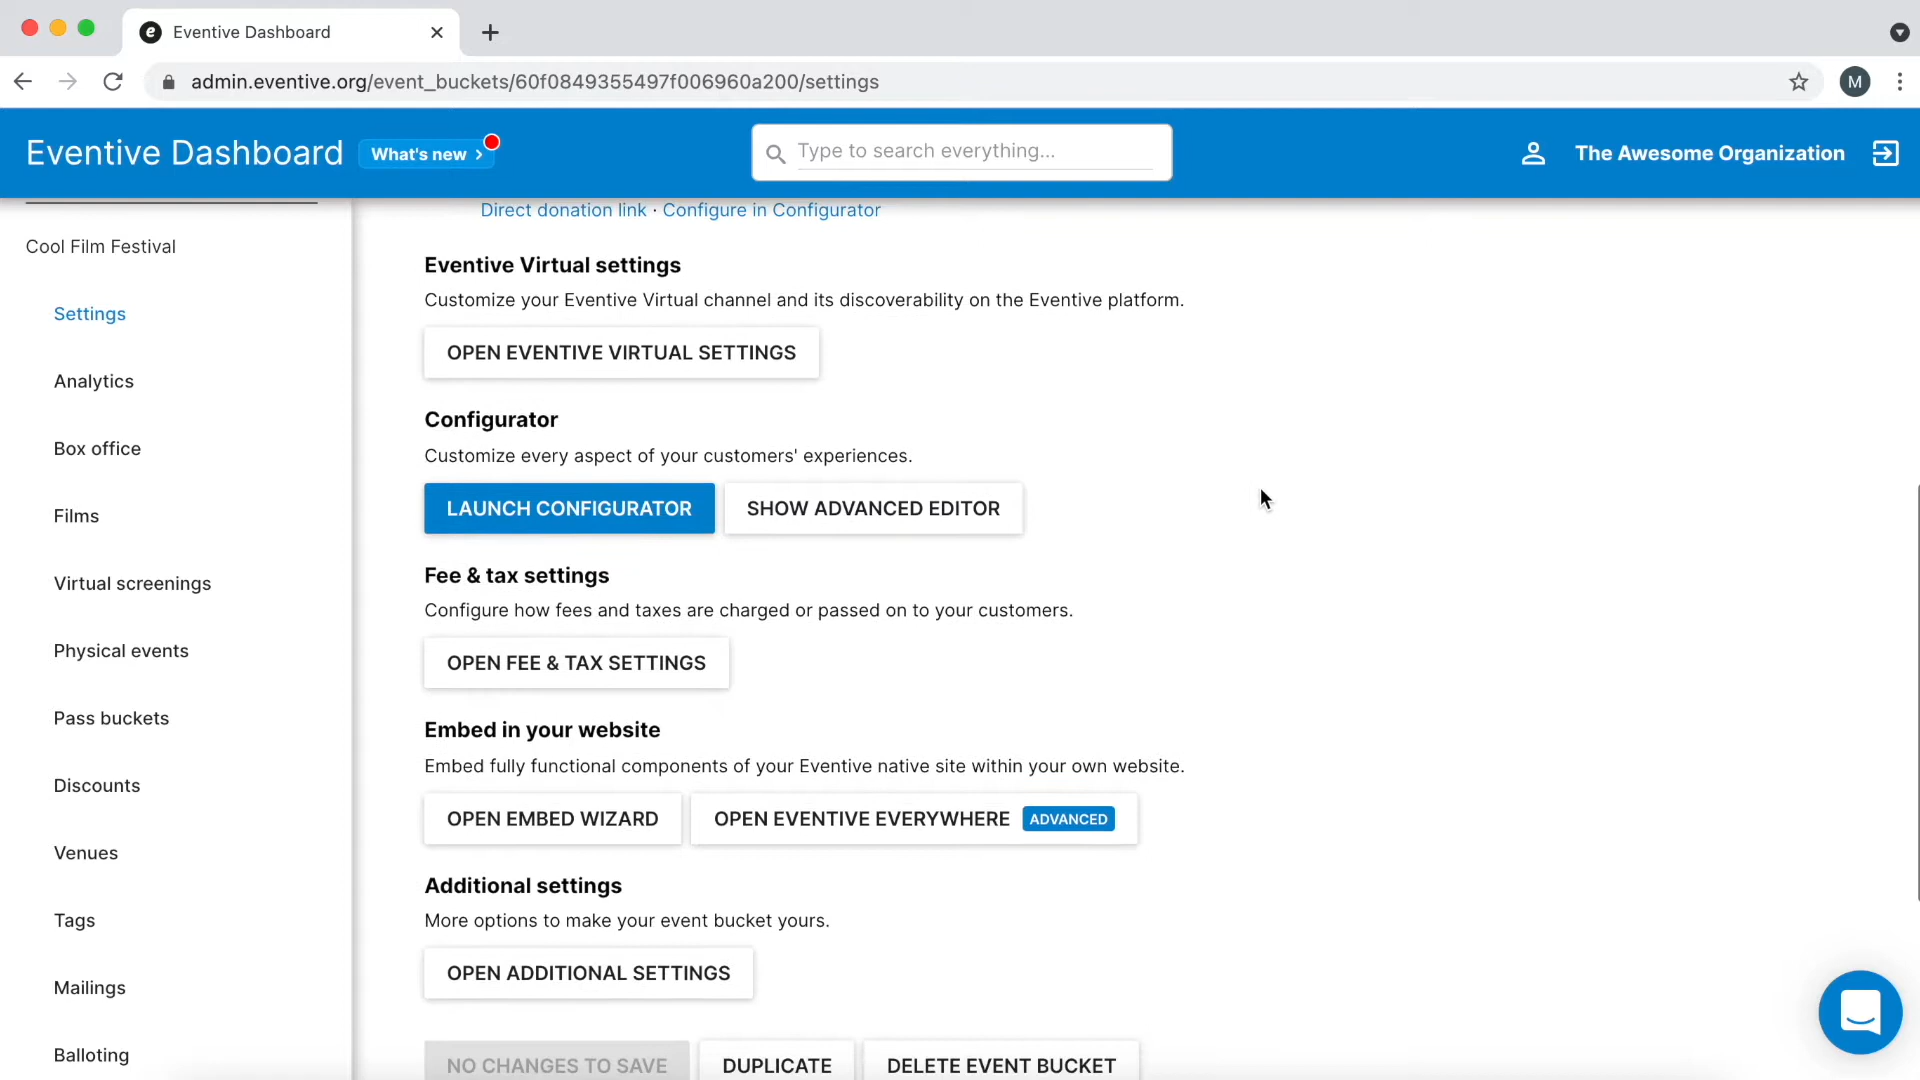 Eventive Dashboard
admin.eventive.org/event_buckets/60f0849355497f006960a200/settings
M
Eventive Dashboard
What's new
Type to search everything...
The Awesome Organization
Cool Film Festival
Settings
Analytics
Box office
Films
Virtual screenings
Physical events
Pass buckets
Discounts
Venues
Tags
Mailings
Balloting
Direct donation link · Configure in Configurator
Eventive Virtual settings
Customize your Eventive Virtual channel and its discoverability on the Eventive platform.
OPEN EVENTIVE VIRTUAL SETTINGS
Configurator
Customize every aspect of your customers' experiences.
LAUNCH CONFIGURATOR
SHOW ADVANCED EDITOR
Fee & tax settings
Configure how fees and taxes are charged or passed on to your customers.
OPEN FEE & TAX SETTINGS
Embed in your website
Embed fully functional components of your Eventive native site within your own website.
OPEN EMBED WIZARD
OPEN EVENTIVE EVERYWHERE ADVANCED
Additional settings
More options to make your event bucket yours.
OPEN ADDITIONAL SETTINGS
NO CHANGES TO SAVE
DUPLICATE
DELETE EVENT BUCKET